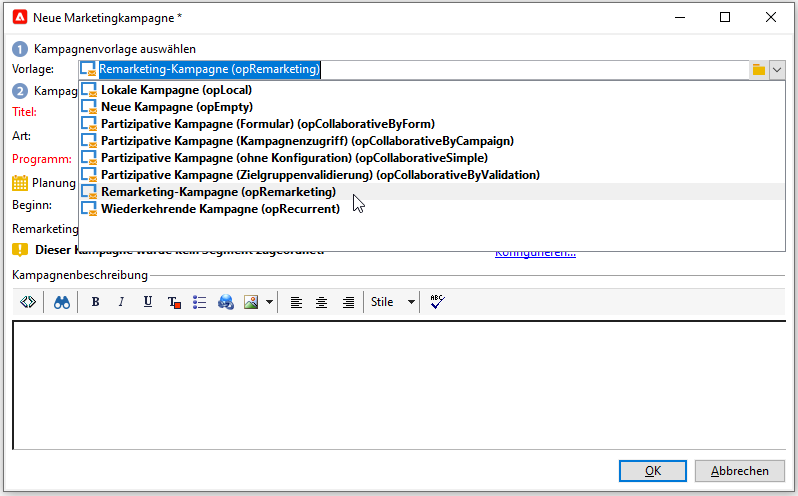 Neue Marketingkampagne *
1 Kampagnenvorlage auswählen
Vorlage: Remarketing-Kampagne (opRemarketing)
Lokale Kampagne (opLocal)
2 Kampag
Neue Kampagne (opEmpty)
Titel:
Partizipative Kampagne (Formular) (opCollaborativeByForm)
Art:
Partizipative Kampagne (Kampagnenzugriff) (opCollaborativeByCampaign)
Programm:
Partizipative Kampagne (ohne Konfiguration) (opCollaborativeSimple)
Partizipative Kampagne (Zielgruppenvalidierung) (opCollaborativeByValidation)
Planung
Remarketing-Kampagne (opRemarketing)
Beginn:
Wiederkehrende Kampagne (opRecurrent)
Remarketing
Dieser Kampagne wurde kein Segment zugeordnet. Konfigurieren...
Kampagnenbeschreibung
B I U T Stile ABC
OK Abbrechen